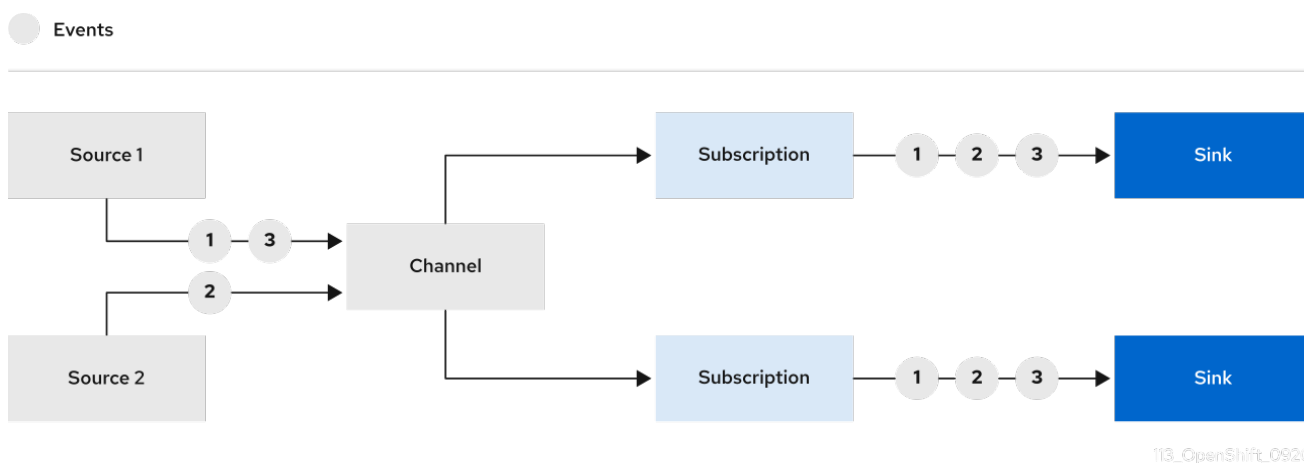 Events
Source 1
Subscription
1 2 3
Sink
1 3
Channel
2
Source 2
Subscription
1 2 3
Sink